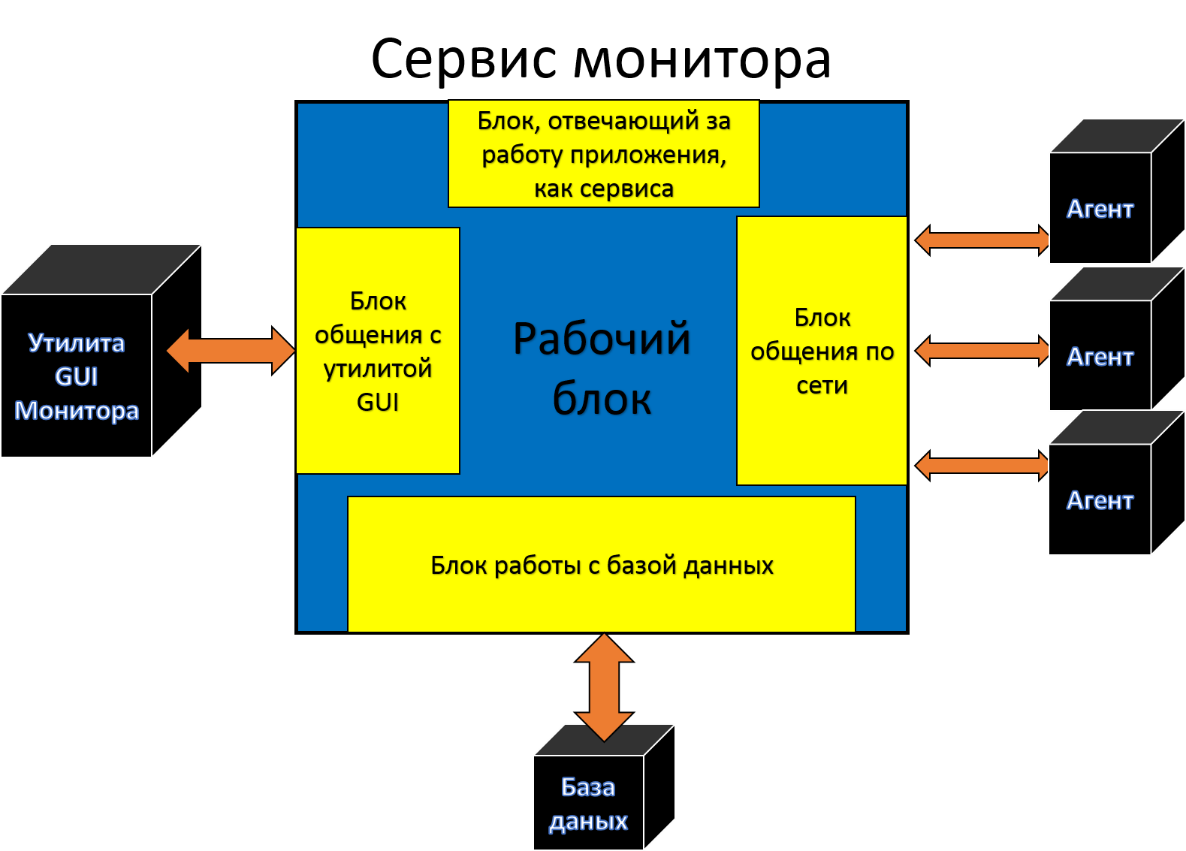 Сервис монитора
Блок, отвечающий за
работу приложения,
как сервиса
Утилита
GUI
Монитора
Блок
общения с
утилитой
GUI
Рабочий
блок
Блок
общения по
сети
Агент
Агент
Агент
Блок работы с базой данных
База
даных